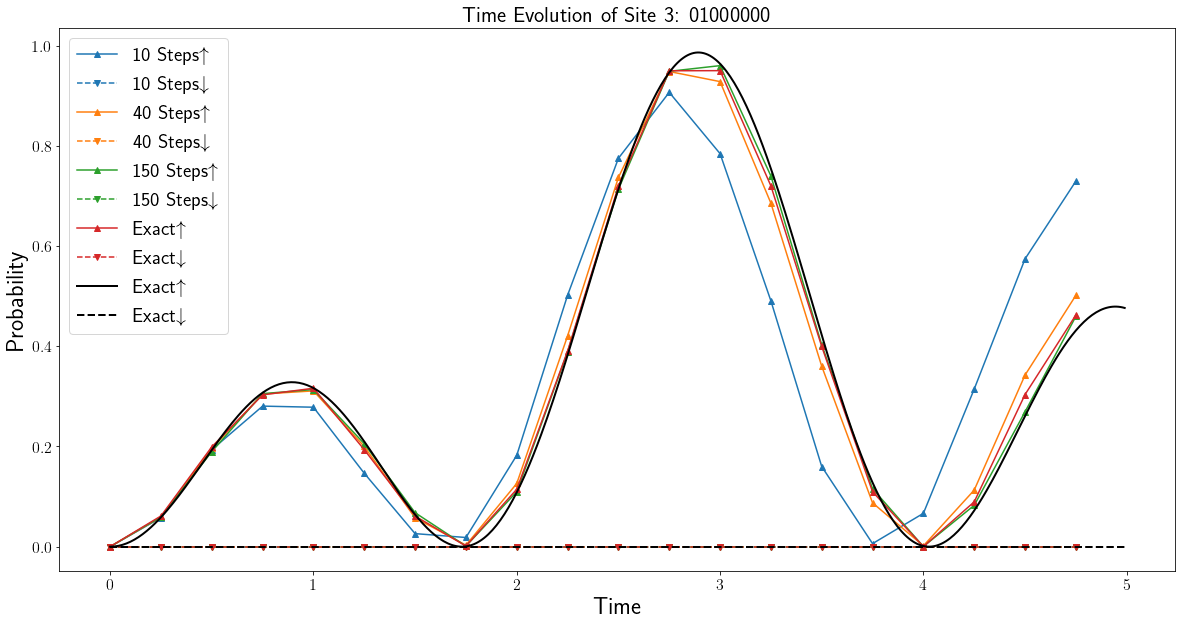 Time Evolution of Site 3: 01000000
1.0
0.8
0.6
0.4
0.2
0.0
Probability
10 Steps↑
10 Steps↓
40 Steps↑
40 Steps↓
150 Steps↑
150 Steps↓
Exact↑
Exact↓
Exact↑
Exact↓
0 1 2 3 4 5
Time